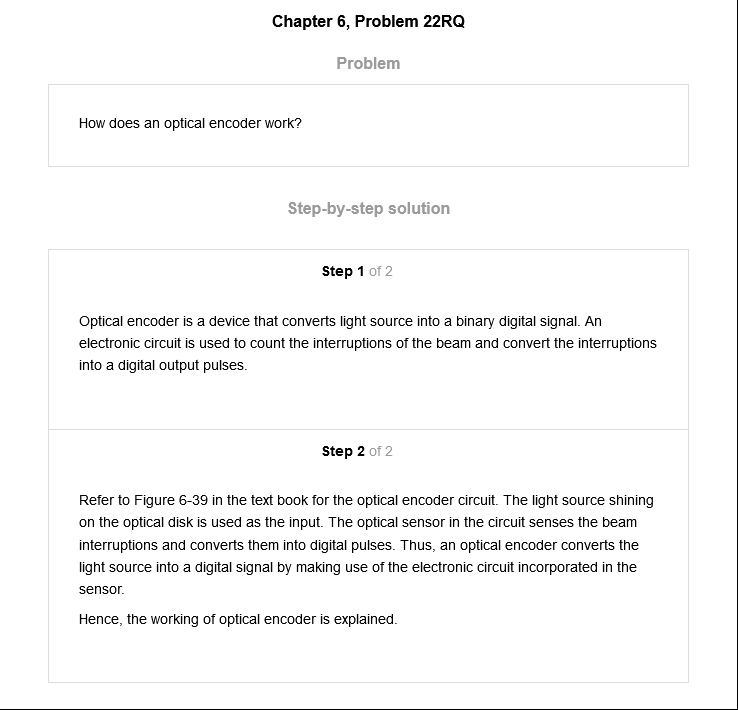 Chapter 6, Problem 22RQ
Problem
How does an optical encoder work?
Step-by-step solution
Step 1 of 2
Optical encoder is a device that converts light source into a binary digital signal. An
electronic circuit is used to count the interruptions of the beam and convert the interruptions
into a digital output pulses.
Step 2 of 2
Refer to Figure 6-39 in the text book for the optical encoder circuit. The light source shining
on the optical disk is used as the input. The optical sensor in the circuit senses the beam
interruptions and converts them into digital pulses. Thus, an optical encoder converts the
light source into a digital signal by making use of the electronic circuit incorporated in the
sensor.
Hence, the working of optical encoder is explained.